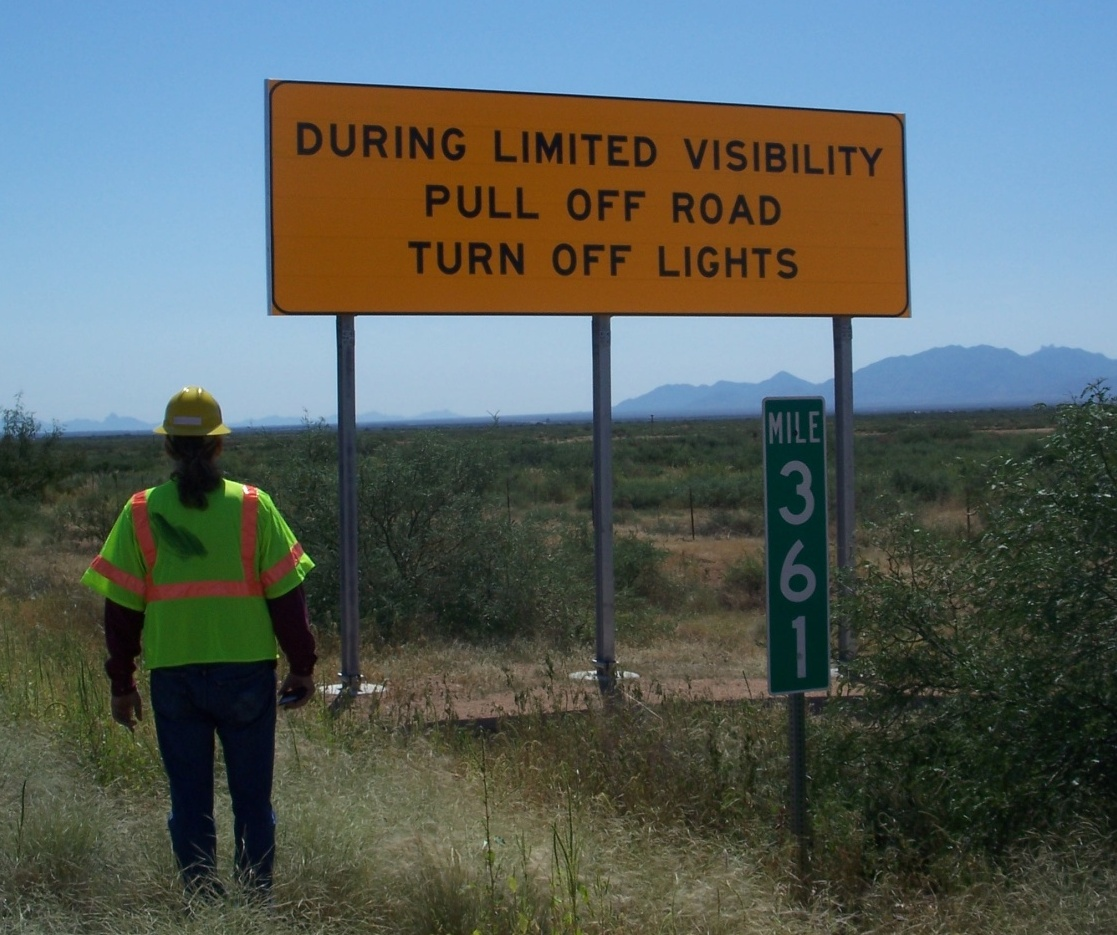 DURING LIMITED VISIBILITY
PULL OFF ROAD
TURN OFF LIGHTS
MILE
3
6
1